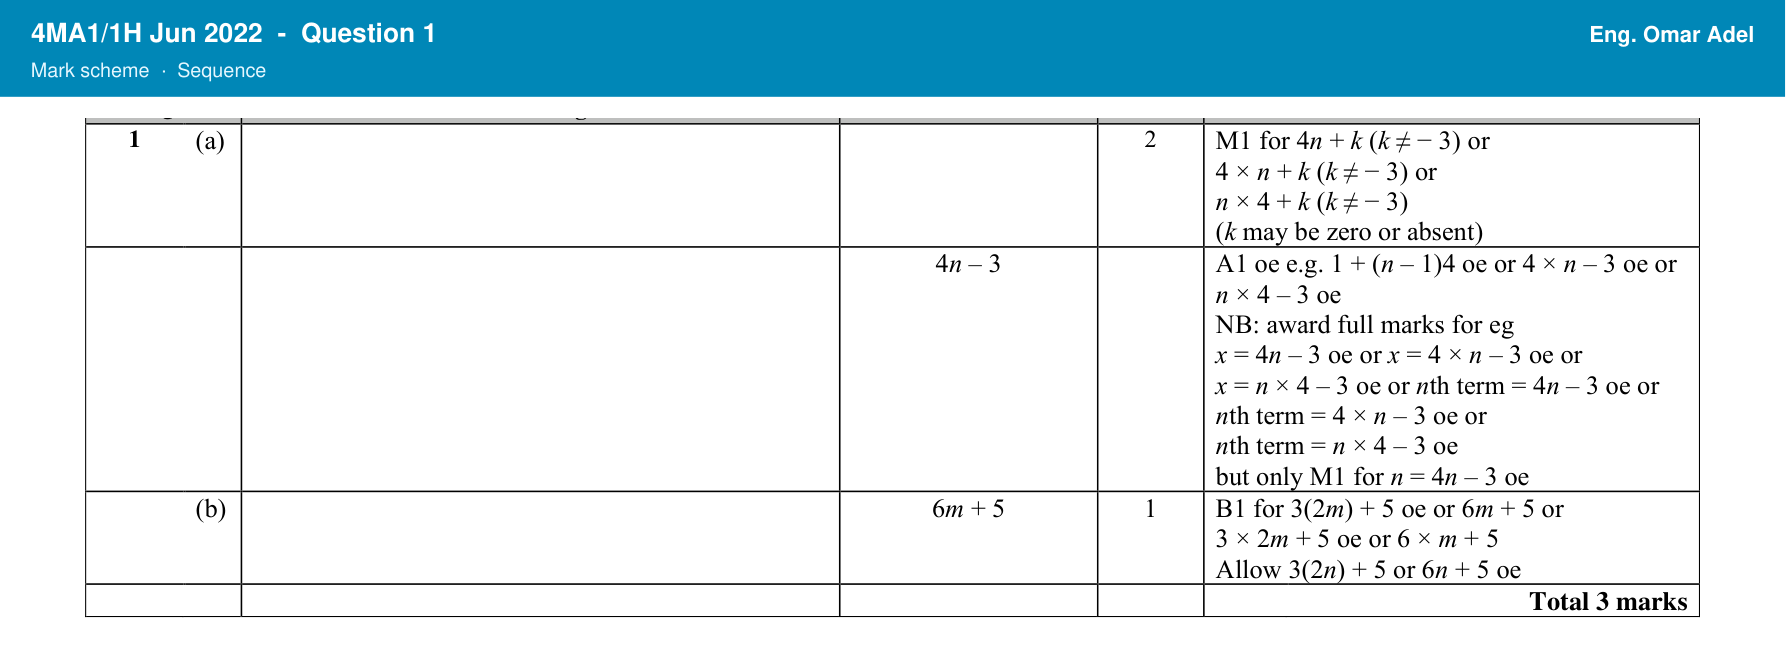 4MA1/1H Jun 2022 - Question 1
Eng. Omar Adel
Mark scheme · Sequence
1 (a) 2 M1 for 4n + k (k ≠ − 3) or
4 × n + k (k ≠ − 3) or
n × 4 + k (k ≠ − 3)
(k may be zero or absent)
4n – 3 A1 oe e.g. 1 + (n – 1)4 oe or 4 × n – 3 oe or
n × 4 – 3 oe
NB: award full marks for eg
x = 4n – 3 oe or x = 4 × n – 3 oe or
x = n × 4 – 3 oe or nth term = 4n – 3 oe or
nth term = 4 × n – 3 oe or
nth term = n × 4 – 3 oe
but only M1 for n = 4n – 3 oe
(b) 6m + 5 1 B1 for 3(2m) + 5 oe or 6m + 5 or
3 × 2m + 5 oe or 6 × m + 5
Allow 3(2n) + 5 or 6n + 5 oe
Total 3 marks